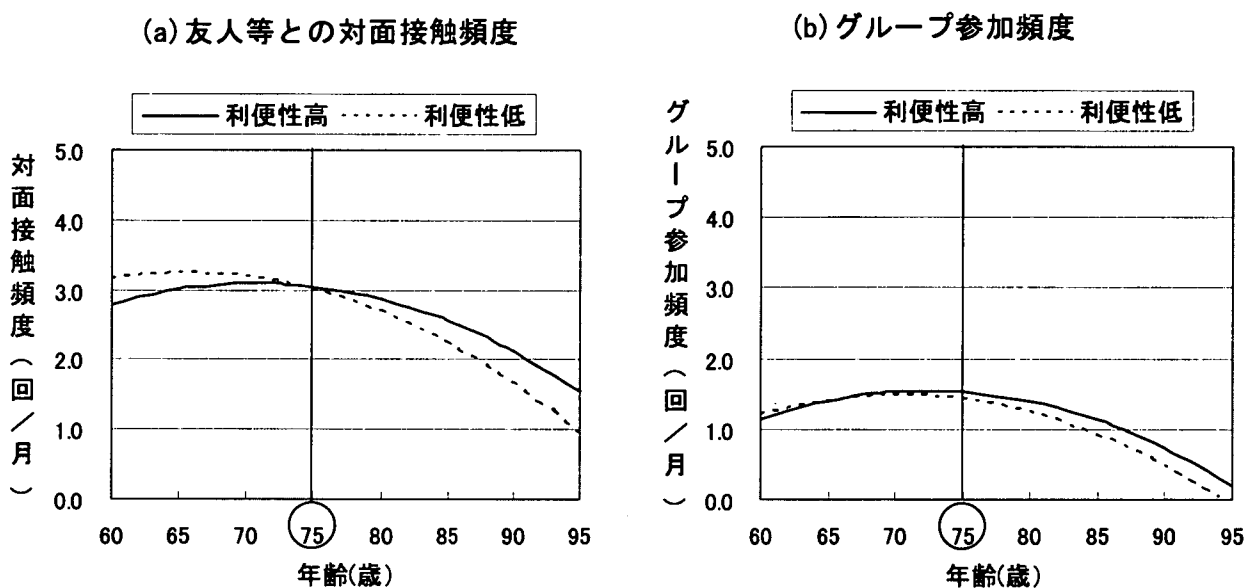 (a)友人等との対面接触頻度
利便性高 利便性低
対面接触頻度（回／月）
5.0
4.0
3.0
2.0
1.0
0.0
60 65 70 75 80 85 90 95
年齢(歳)
(b)グループ参加頻度
利便性高 利便性低
グループ参加頻度（回／月）
5.0
4.0
3.0
2.0
1.0
0.0
60 65 70 75 80 85 90 95
年齢(歳)